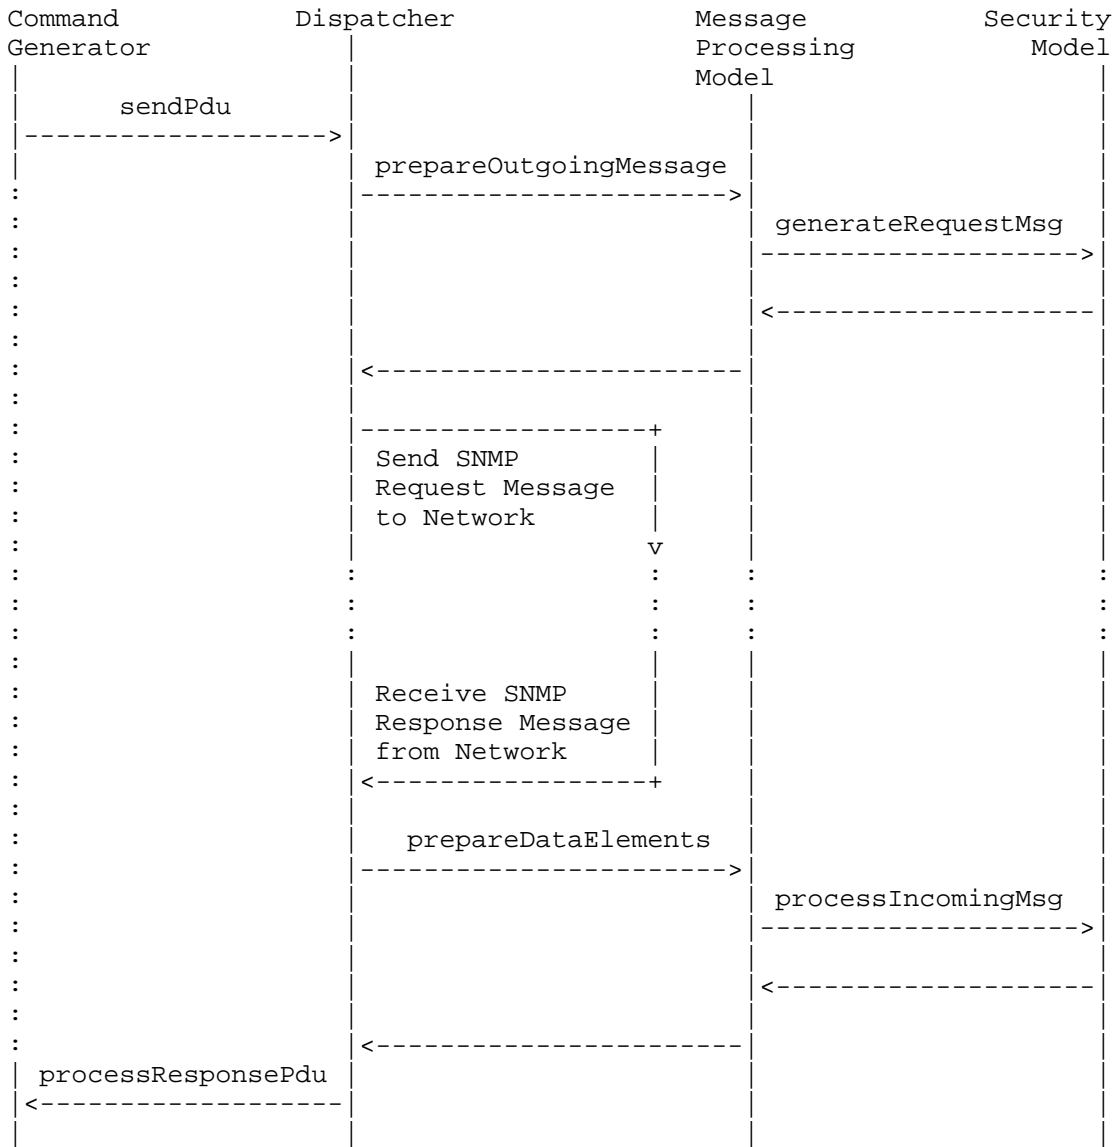 Command Dispatcher Message Security
Generator Processing Model
Model
sendPdu
prepareOutgoingMessage
generateRequestMsg
Send SNMP
Request Message
to Network
v
Receive SNMP
Response Message
from Network
prepareDataElements
processIncomingMsg
processResponsePdu